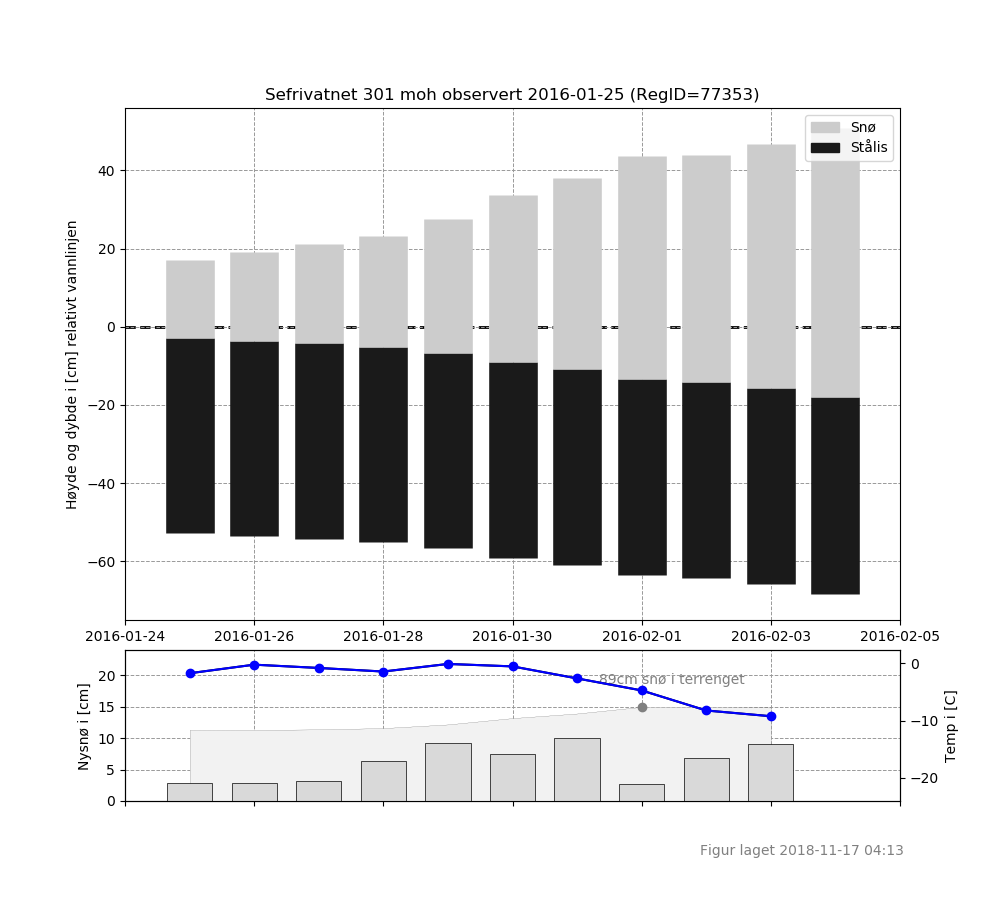 Sefrivatnet 301 moh observert 2016-01-25 (RegID=77353)
Snø
Stålis
Høyde og dybde i [cm] relativt vannlinjen
40
20
0
−20
−40
−60
2016-01-24 2016-01-26 2016-01-28 2016-01-30 2016-02-01 2016-02-03 2016-02-05
Nysnø i [cm]
20
15
10
5
0
89cm snø i terrenget
0
−10
−20
Temp i [C]
Figur laget 2018-11-17 04:13